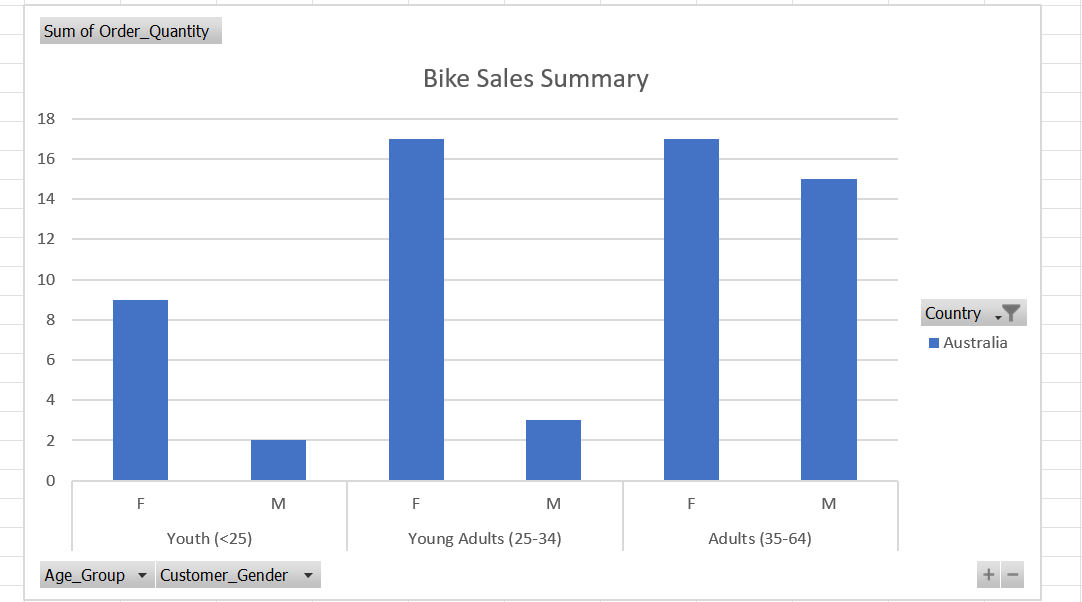 Sum of Order_Quantity
Bike Sales Summary
18
16
14
12
10
8
6
4
2
0
Country
Australia
F M F M F M
Youth (<25) Young Adults (25-34) Adults (35-64)
Age_Group Customer_Gender
+ −